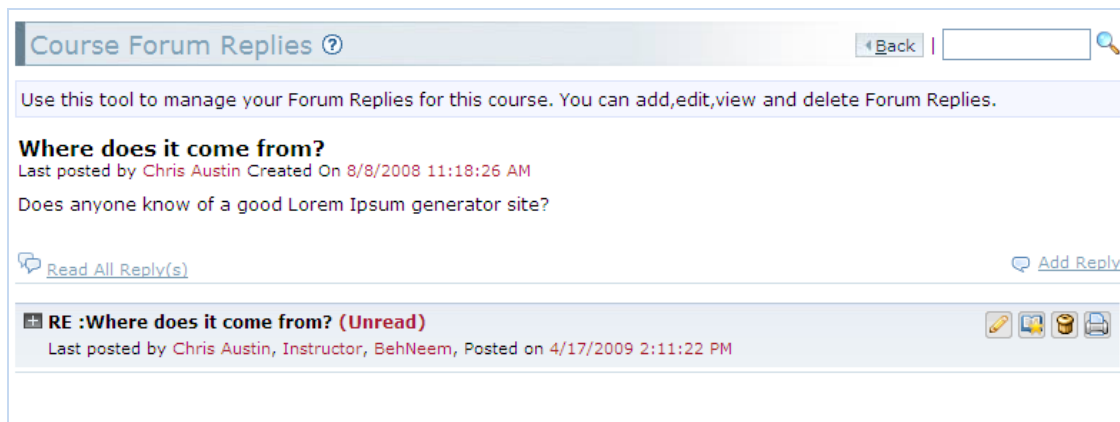 Course Forum Replies ?
Back |
Use this tool to manage your Forum Replies for this course. You can add,edit,view and delete Forum Replies.
Where does it come from?
Last posted by Chris Austin Created On 8/8/2008 11:18:26 AM
Does anyone know of a good Lorem Ipsum generator site?
Read All Reply(s)
Add Reply
RE :Where does it come from? (Unread)
Last posted by Chris Austin, Instructor, BehNeem, Posted on 4/17/2009 2:11:22 PM